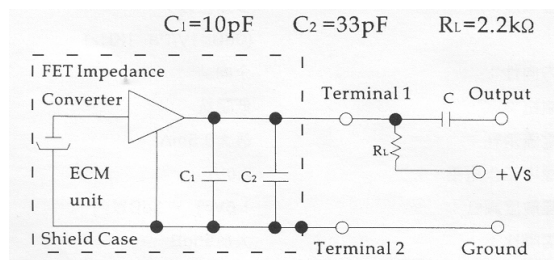 C1=10pF C2=33pF RL=2.2kΩ
FET Impedance
Converter
Terminal 1
C
Output
RL
+Vs
ECM
unit
C1
C2
Shield Case
Terminal 2
Ground